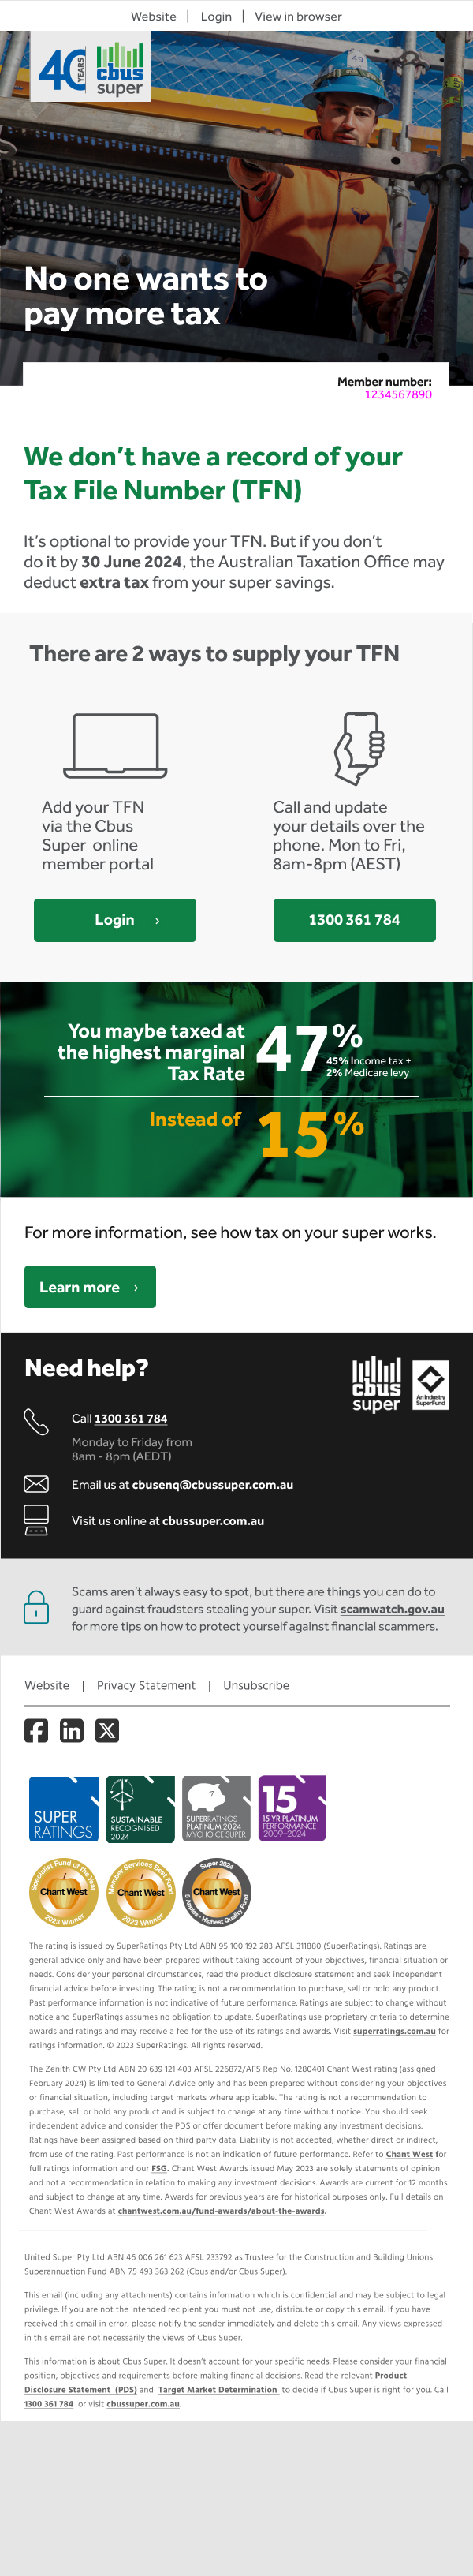 Website | Login | View in browser
40 YEARS cbus super
49
No one wants to
pay more tax
Member number:
1234567890
We don’t have a record of your
Tax File Number (TFN)
It’s optional to provide your TFN. But if you don’t
do it by 30 June 2024, the Australian Taxation Office may
deduct extra tax from your super savings.
There are 2 ways to supply your TFN
Add your TFN
via the Cbus
Super online
member portal
Login ›
Call and update
your details over the
phone. Mon to Fri,
8am-8pm (AEST)
1300 361 784
You maybe taxed at
the highest marginal
Tax Rate
47%
45% Income tax +
2% Medicare levy
Instead of 15%
For more information, see how tax on your super works.
Learn more ›
Need help?
cbus super
An Industry
SuperFund
Call 1300 361 784
Monday to Friday from
8am - 8pm (AEDT)
Email us at cbusenq@cbussuper.com.au
Visit us online at cbussuper.com.au
Scams aren’t always easy to spot, but there are things you can do to
guard against fraudsters stealing your super. Visit scamwatch.gov.au
for more tips on how to protect yourself against financial scammers.
Website | Privacy Statement | Unsubscribe
SUPER
RATINGS
SUSTAINABLE
RECOGNISED
2024
7
SUPERRATINGS
PLATINUM 2024
MYCHOICE SUPER
15
15 YR PLATINUM
PERFORMANCE
2009–2024
Specialist Fund of the Year
Chant West
2023 Winner
Member Services Best Fund
Chant West
2023 Winner
Super 2024
Chant West
5 Apples - Highest Quality Fund
The rating is issued by SuperRatings Pty Ltd ABN 95 100 192 283 AFSL 311880 (SuperRatings). Ratings are
general advice only and have been prepared without taking account of your objectives, financial situation or
needs. Consider your personal circumstances, read the product disclosure statement and seek independent
financial advice before investing. The rating is not a recommendation to purchase, sell or hold any product.
Past performance information is not indicative of future performance. Ratings are subject to change without
notice and SuperRatings assumes no obligation to update. SuperRatings use proprietary criteria to determine
awards and ratings and may receive a fee for the use of its ratings and awards. Visit superratings.com.au for
ratings information. © 2023 SuperRatings. All rights reserved.
The Zenith CW Pty Ltd ABN 20 639 121 403 AFSL 226872/AFS Rep No. 1280401 Chant West rating (assigned
February 2024) is limited to General Advice only and has been prepared without considering your objectives
or financial situation, including target markets where applicable. The rating is not a recommendation to
purchase, sell or hold any product and is subject to change at any time without notice. You should seek
independent advice and consider the PDS or offer document before making any investment decisions.
Ratings have been assigned based on third party data. Liability is not accepted, whether direct or indirect,
from use of the rating. Past performance is not an indication of future performance. Refer to Chant West for
full ratings information and our FSG. Chant West Awards issued May 2023 are solely statements of opinion
and not a recommendation in relation to making any investment decisions. Awards are current for 12 months
and subject to change at any time. Awards for previous years are for historical purposes only. Full details on
Chant West Awards at chantwest.com.au/fund-awards/about-the-awards.
United Super Pty Ltd ABN 46 006 261 623 AFSL 233792 as Trustee for the Construction and Building Unions
Superannuation Fund ABN 75 493 363 262 (Cbus and/or Cbus Super).
This email (including any attachments) contains information which is confidential and may be subject to legal
privilege. If you are not the intended recipient you must not use, distribute or copy this email. If you have
received this email in error, please notify the sender immediately and delete this email. Any views expressed
in this email are not necessarily the views of Cbus Super.
This information is about Cbus Super. It doesn’t account for your specific needs. Please consider your financial
position, objectives and requirements before making financial decisions. Read the relevant Product
Disclosure Statement (PDS) and Target Market Determination to decide if Cbus Super is right for you. Call
1300 361 784 or visit cbussuper.com.au.